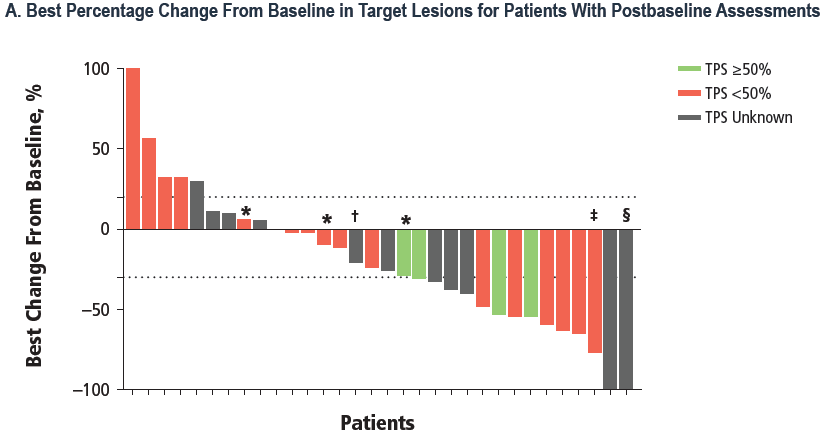 A. Best Percentage Change From Baseline in Target Lesions for Patients With Postbaseline Assessments
Best Change From Baseline, %
100
50
0
−50
−100
* * † * ‡ §
TPS ≥50%
TPS <50%
TPS Unknown
Patients